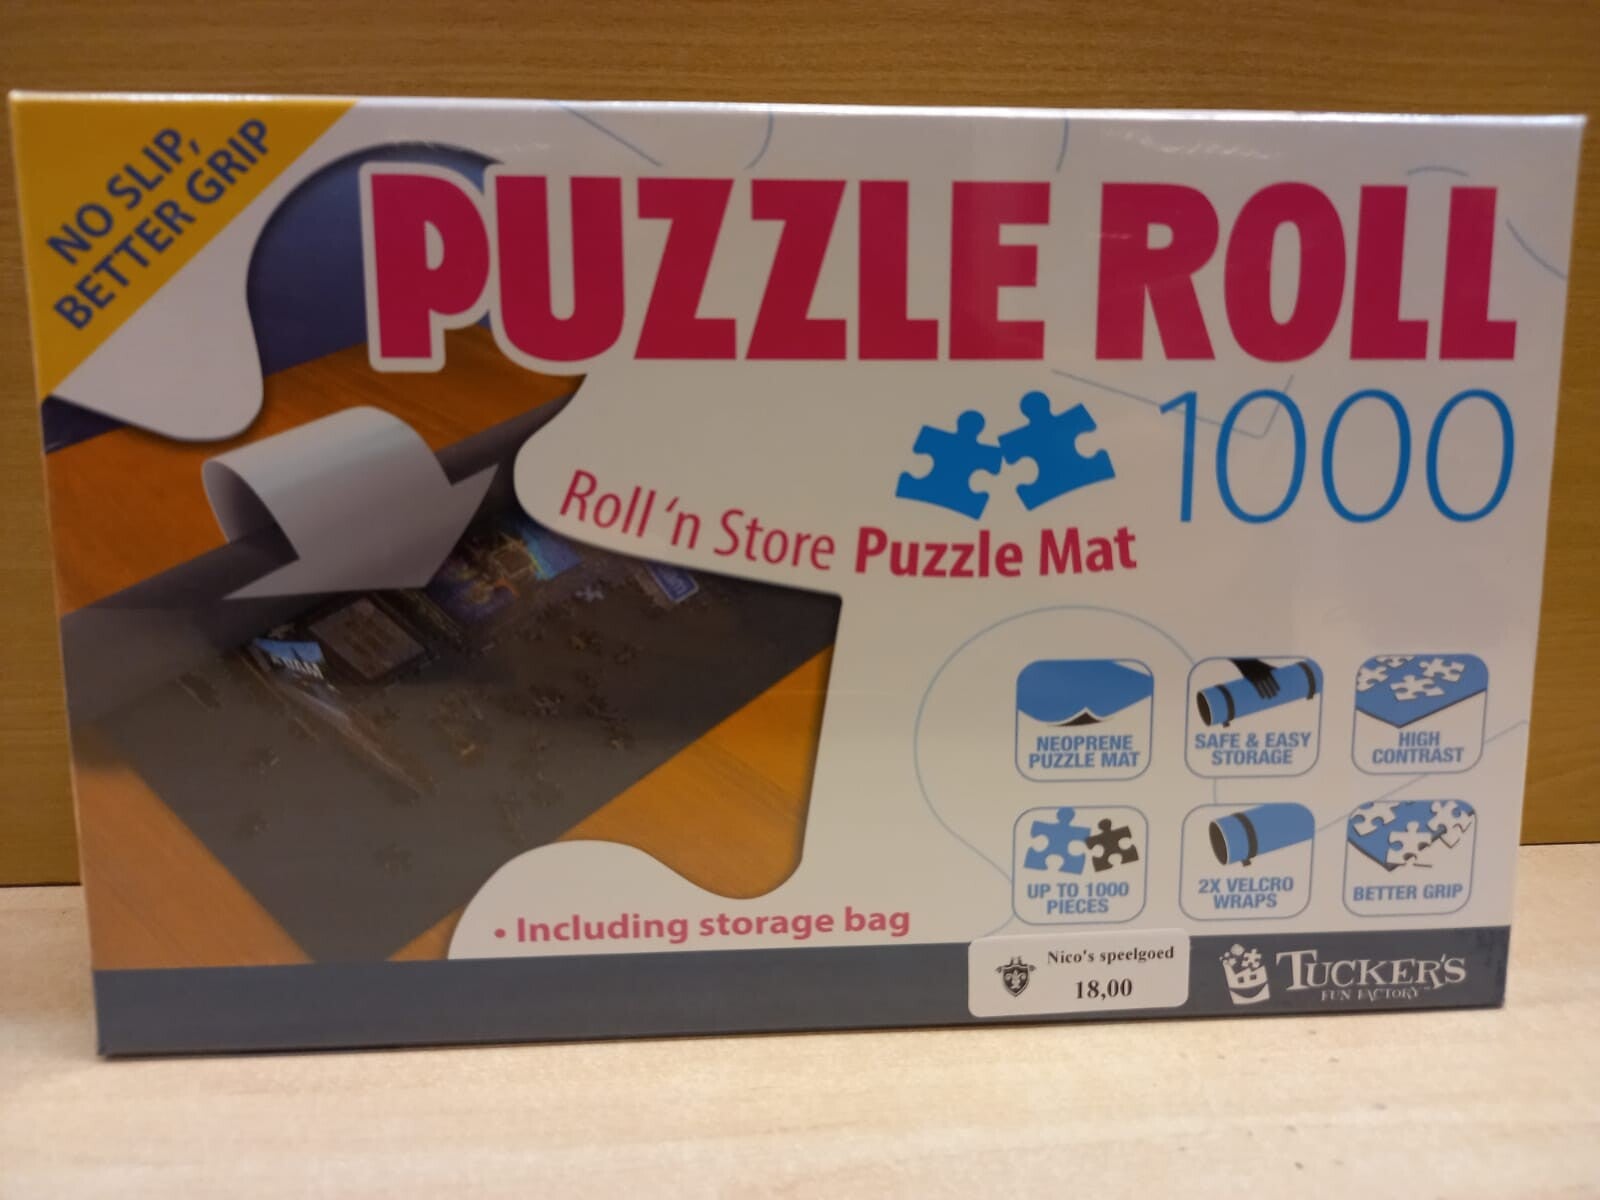 NO SLIP,
BETTER GRIP
PUZZLE ROLL
1000
Roll 'n Store Puzzle Mat
NEOPRENE
PUZZLE MAT
SAFE & EASY
STORAGE
HIGH
CONTRAST
UP TO 1000
PIECES
2X VELCRO
WRAPS
BETTER GRIP
• Including storage bag
Nico's speelgoed
18,00
TUCKER'S
FUN FACTORY